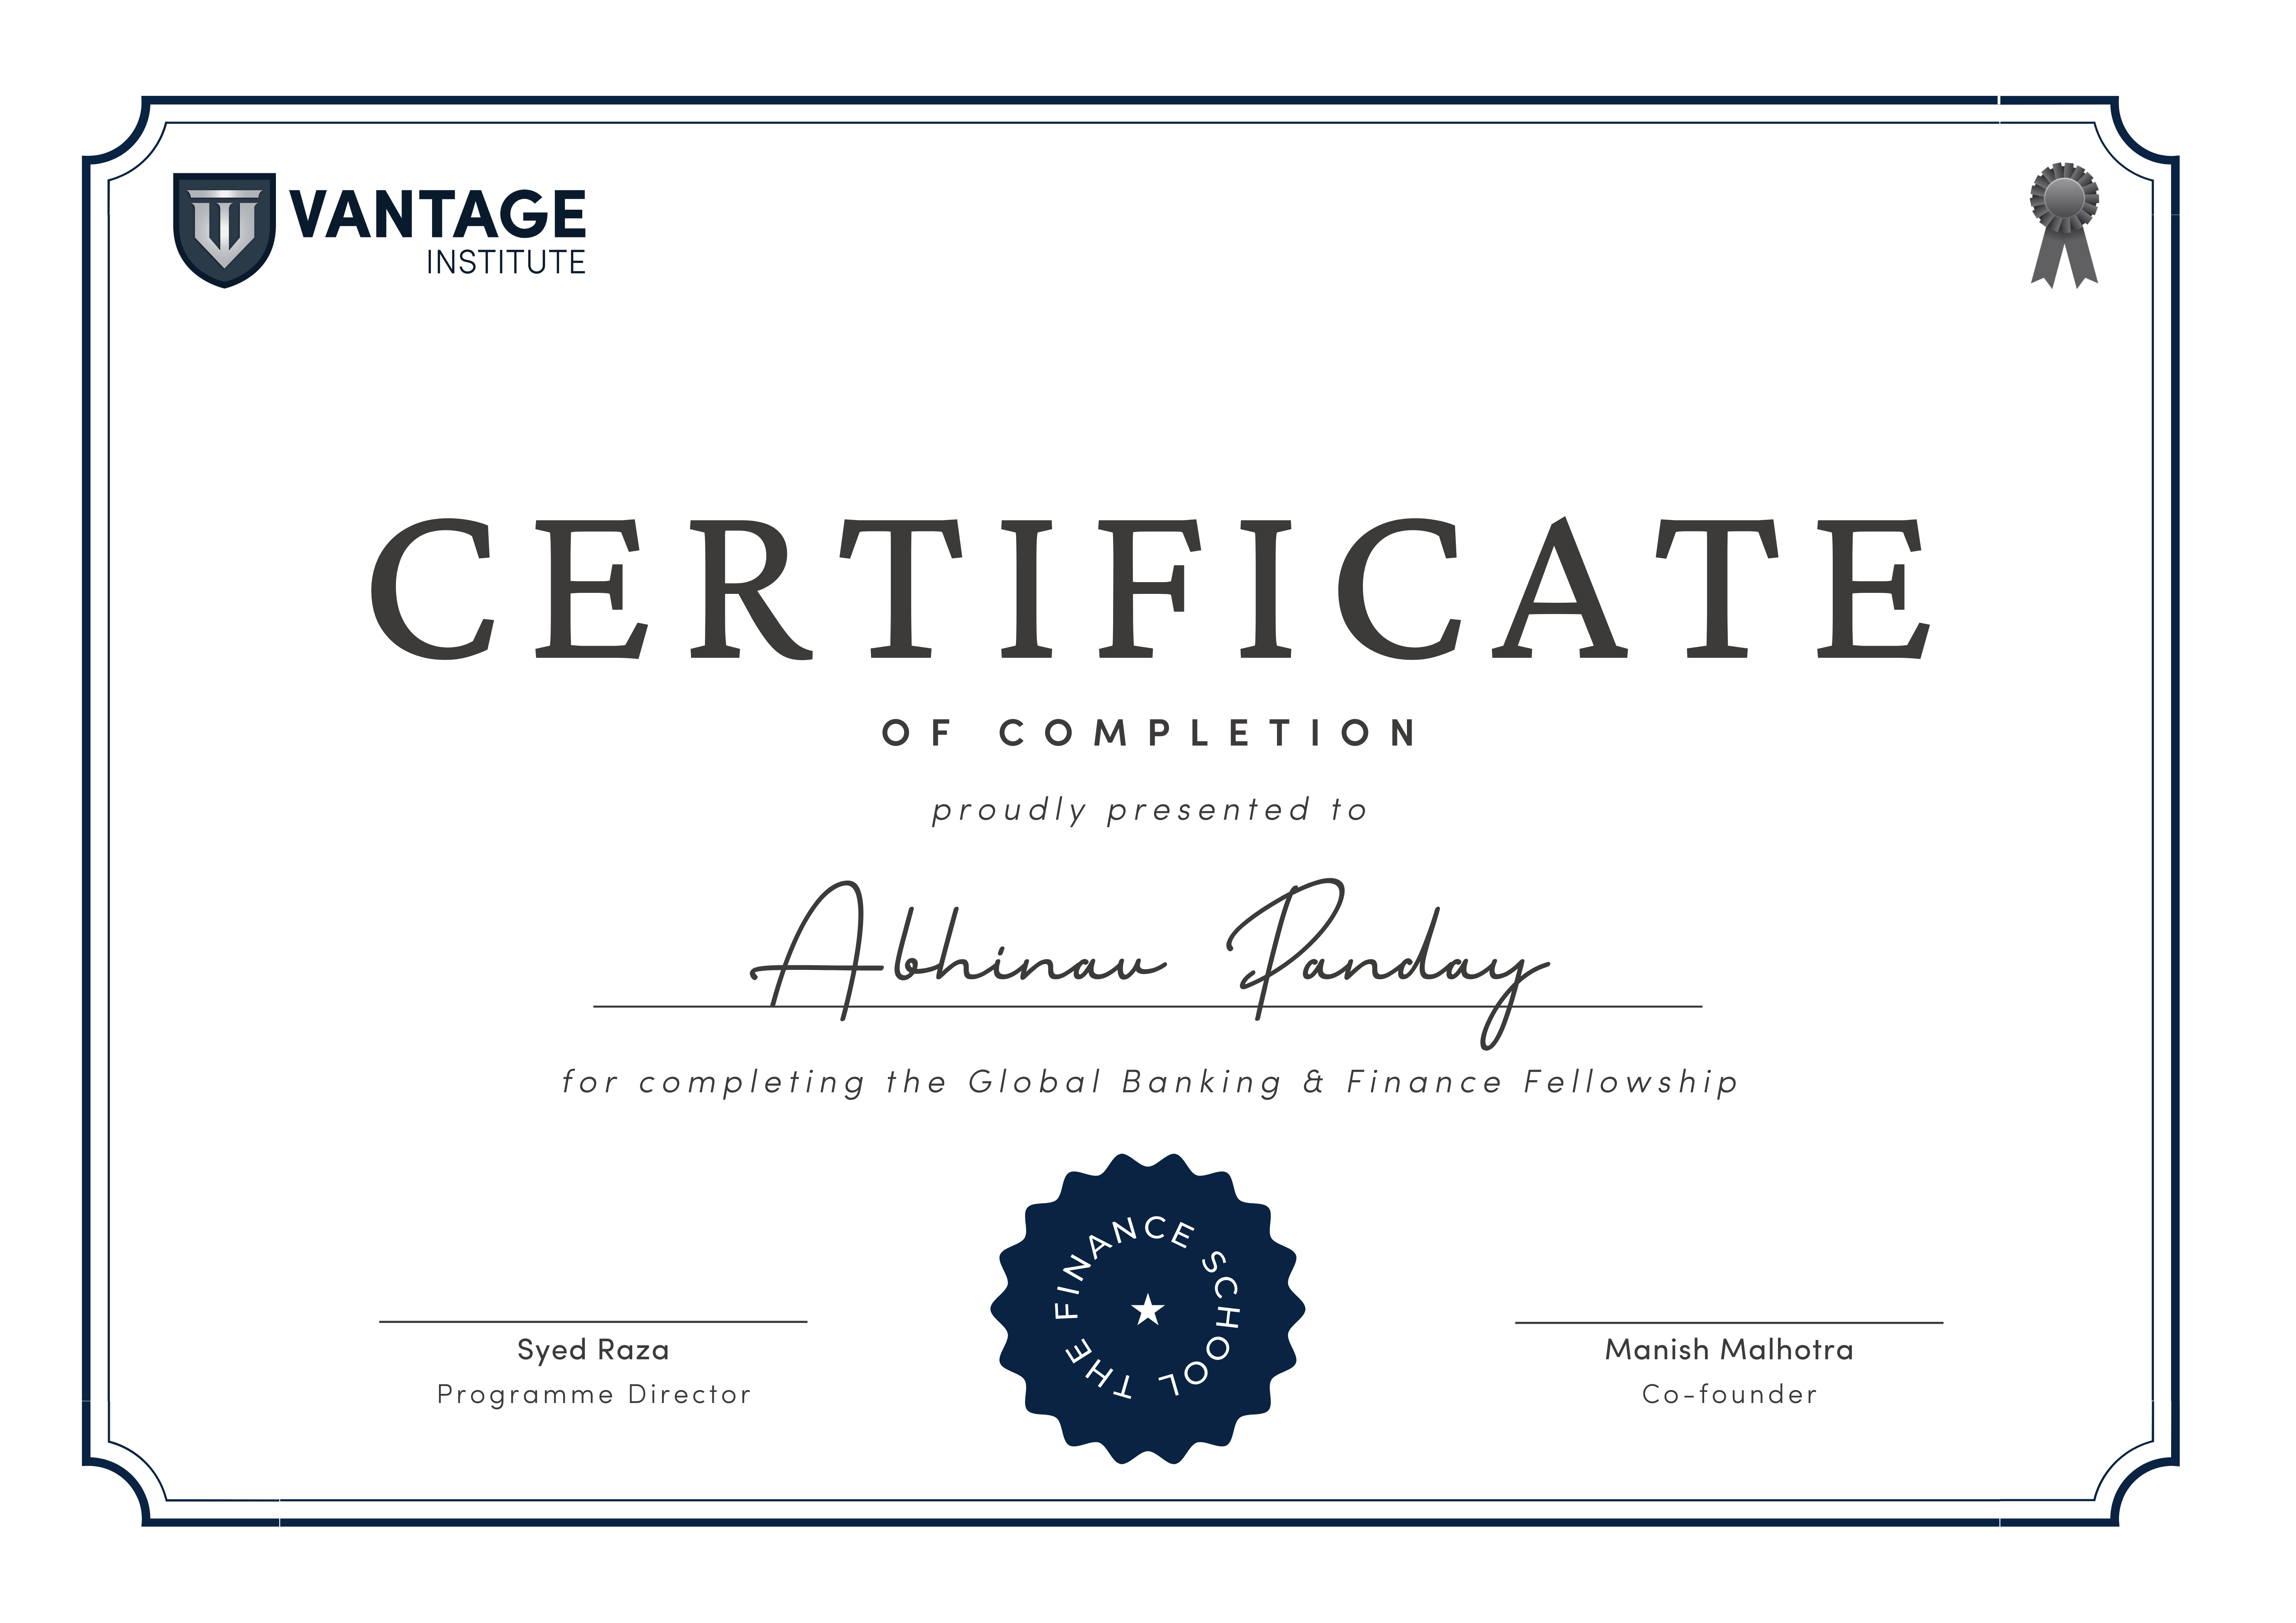 VANTAGE
INSTITUTE
CERTIFICATE
OF COMPLETION
proudly presented to
Abhinav Panday
for completing the Global Banking & Finance Fellowship
THE FINANCE SCHOOL
Syed Raza
Programme Director
Manish Malhotra
Co-founder